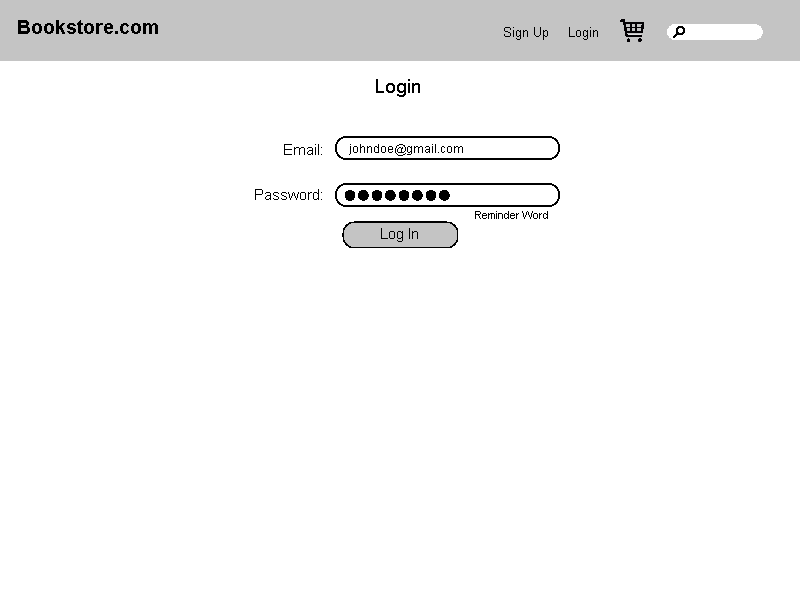 Bookstore.com
Sign Up Login
Login
Email: johndoe@gmail.com
Password: ●●●●●●●●
Reminder Word
Log In